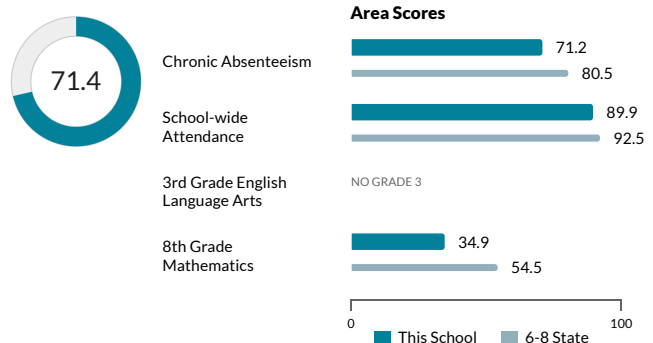 Area Scores
71.4
Chronic Absenteeism
71.2
80.5
School-wide
Attendance
89.9
92.5
3rd Grade English
Language Arts
NO GRADE 3
8th Grade
Mathematics
34.9
54.5
0
100
This School
6-8 State